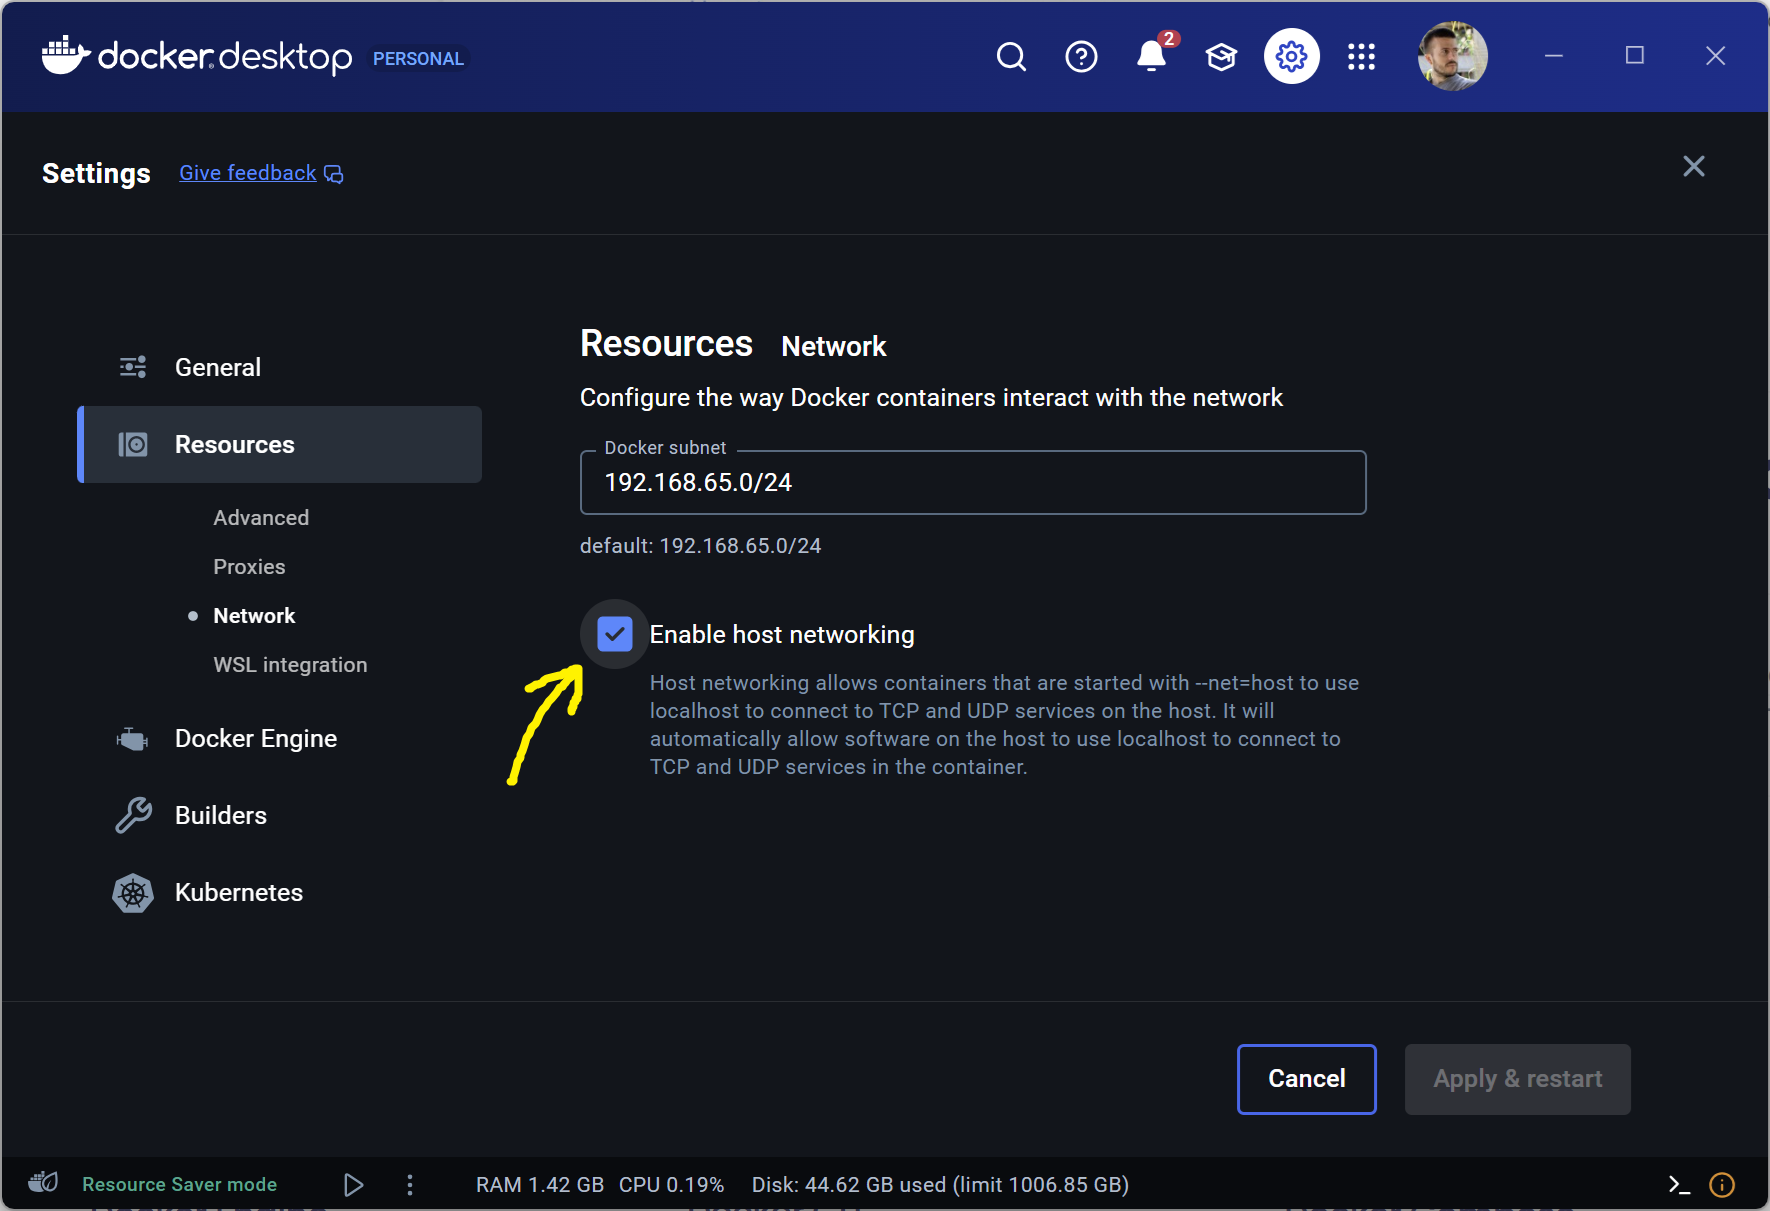 docker desktop PERSONAL
2
Settings Give feedback
General
Resources
Advanced
Proxies
Network
WSL integration
Docker Engine
Builders
Kubernetes
Resources Network
Configure the way Docker containers interact with the network
Docker subnet
192.168.65.0/24
default: 192.168.65.0/24
Enable host networking
Host networking allows containers that are started with --net=host to use
localhost to connect to TCP and UDP services on the host. It will
automatically allow software on the host to use localhost to connect to
TCP and UDP services in the container.
Cancel Apply & restart
Resource Saver mode RAM 1.42 GB CPU 0.19% Disk: 44.62 GB used (limit 1006.85 GB)